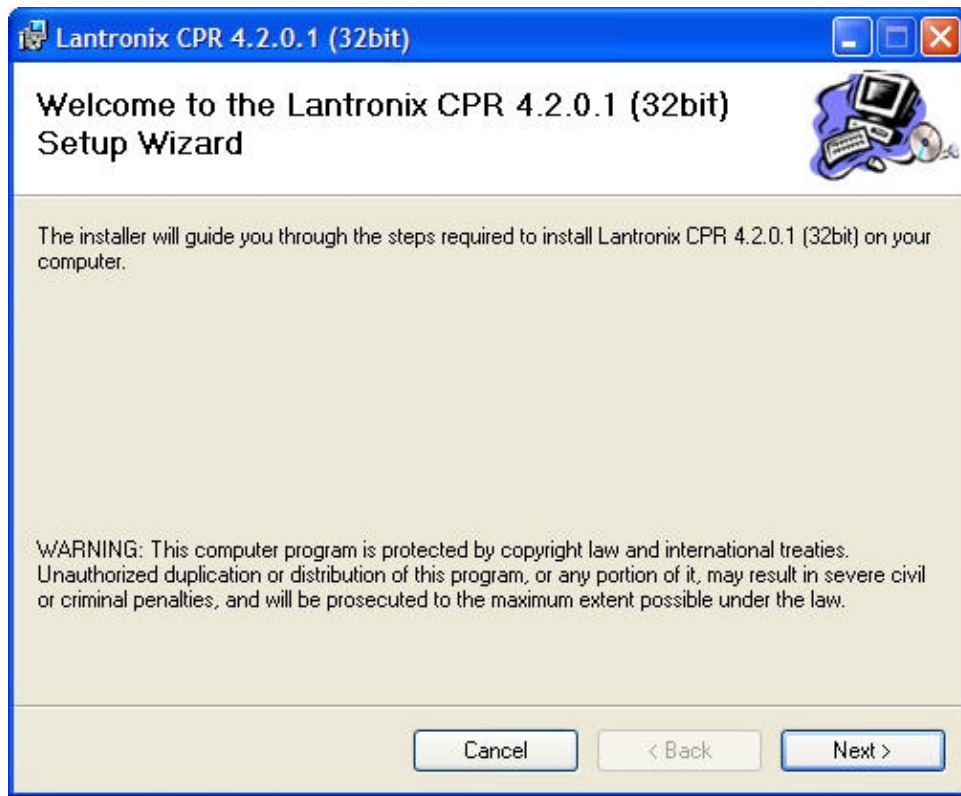 Lantronix CPR 4.2.0.1 (32bit)
Welcome to the Lantronix CPR 4.2.0.1 (32bit)
Setup Wizard
The installer will guide you through the steps required to install Lantronix CPR 4.2.0.1 (32bit) on your
computer.
WARNING: This computer program is protected by copyright law and international treaties.
Unauthorized duplication or distribution of this program, or any portion of it, may result in severe civil
or criminal penalties, and will be prosecuted to the maximum extent possible under the law.
Cancel
< Back
Next >